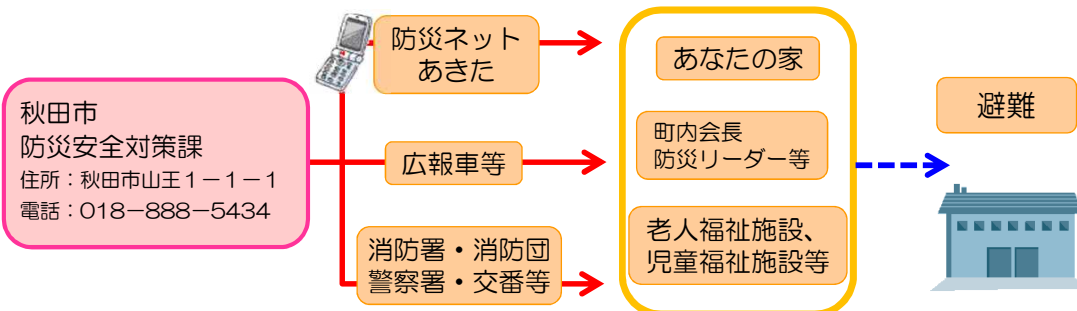 秋田市
防災安全対策課
住所：秋田市山王１－１－１
電話：018－888－5434
防災ネット
あきた
広報車等
消防署・消防団
警察署・交番等
あなたの家
町内会長
防災リーダー等
老人福祉施設、
児童福祉施設等
避難